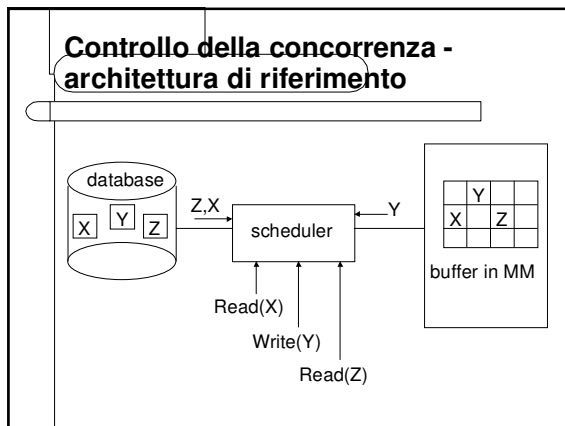 Controllo della concorrenza -
architettura di riferimento
database
X
Y
Z
Z,X
scheduler
Y
Y
X Z
buffer in MM
Read(X)
Write(Y)
Read(Z)